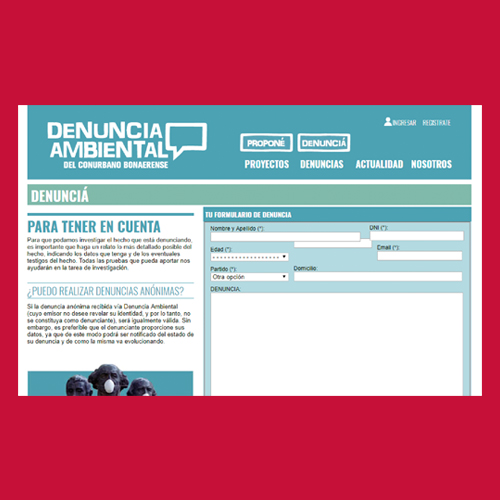 DENUNCIA
AMBIENTAL
DEL CONURBANO BONAERENSE
INGRESAR REGISTRATE
PROPONÉ DENUNCIÁ
PROYECTOS DENUNCIAS ACTUALIDAD NOSOTROS
DENUNCIÁ
PARA TENER EN CUENTA
Para que podamos investigar el hecho que está denunciando,
es importante que haga un relato lo más detallado posible del
hecho, indicando los datos que tenga y de los eventuales
testigos del hecho. Todas las pruebas que pueda aportar nos
ayudarán en la tarea de investigación.
¿PUEDO REALIZAR DENUNCIAS ANÓNIMAS?
Si la denuncia anónima recibida vía Denuncia Ambiental
(cuyo emisor no desee revelar su identidad, y por lo tanto, no
se constituya como denunciante), será igualmente válida. Sin
embargo, es preferible que el denunciante proporcione sus
datos, ya que de este modo podrá ser notificado del estado de
su denuncia y de como la misma va evolucionando.
TU FORMULARIO DE DENUNCIA
Nombre y Apellido (*):
DNI (*):
Edad (*):
Email (*):
Partido (*):
Domicilio:
Otra opción
DENUNCIA: